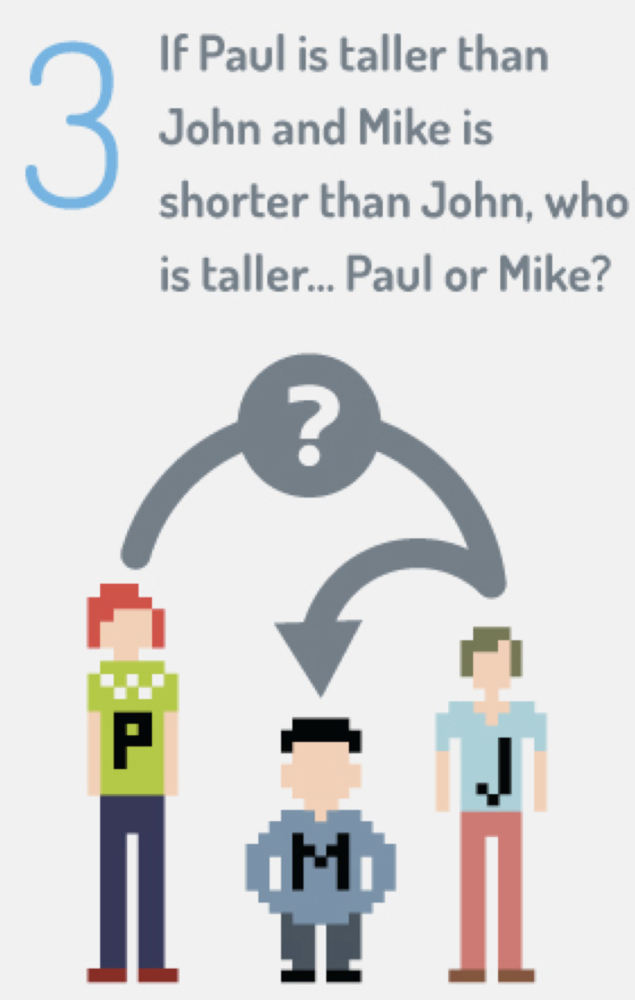 3
If Paul is taller than
John and Mike is
shorter than John, who
is taller... Paul or Mike?
?
P
M
J